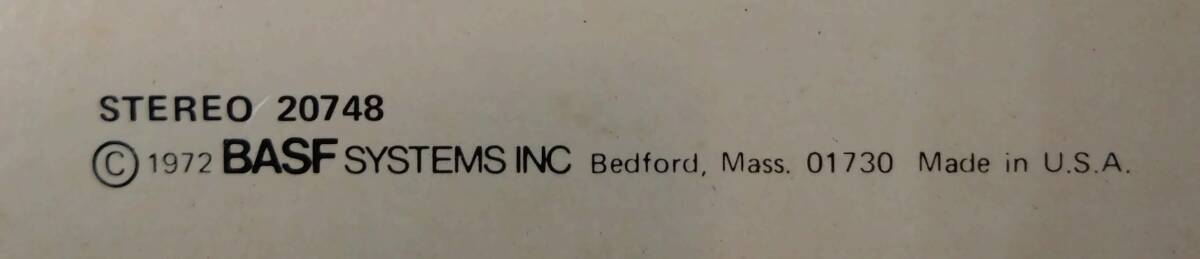 STEREO 20748
© 1972 BASF SYSTEMS INC Bedford, Mass. 01730 Made in U.S.A.